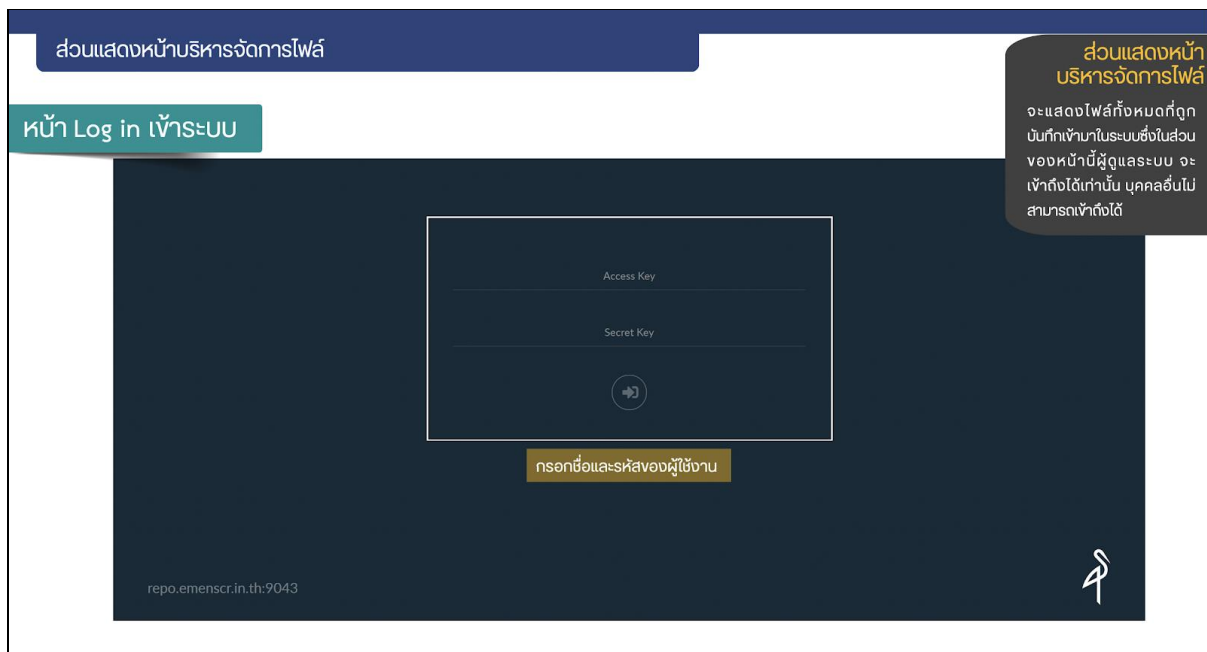 ส่วนแสดงหน้าบริหารจัดการไฟล์
ส่วนแสดงหน้า
บริหารจัดการไฟล์
จะแสดงไฟล์ทั้งหมดที่ถูก
บันทึกเข้ามาในระบบซึ่งในส่วน
ของหน้านี้ผู้ดูแลระบบ จะ
เข้าถึงได้เท่านั้น บุคคลอื่นไม่
สามารถเข้าถึงได้
หน้า Log in เข้าระบบ
Access Key
Secret Key
กรอกชื่อและรหัสของผู้ใช้งาน
repo.emenscr.in.th:9043